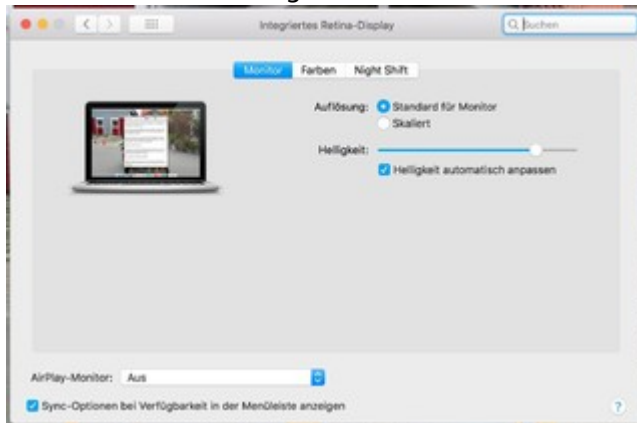 Integriertes Retina-Display
Suchen
Monitor Farben Night Shift
Auflösung: Standard für Monitor
Skaliert
Helligkeit:
Helligkeit automatisch anpassen
AirPlay-Monitor: Aus
Sync-Optionen bei Verfügbarkeit in der Menüleiste anzeigen
?